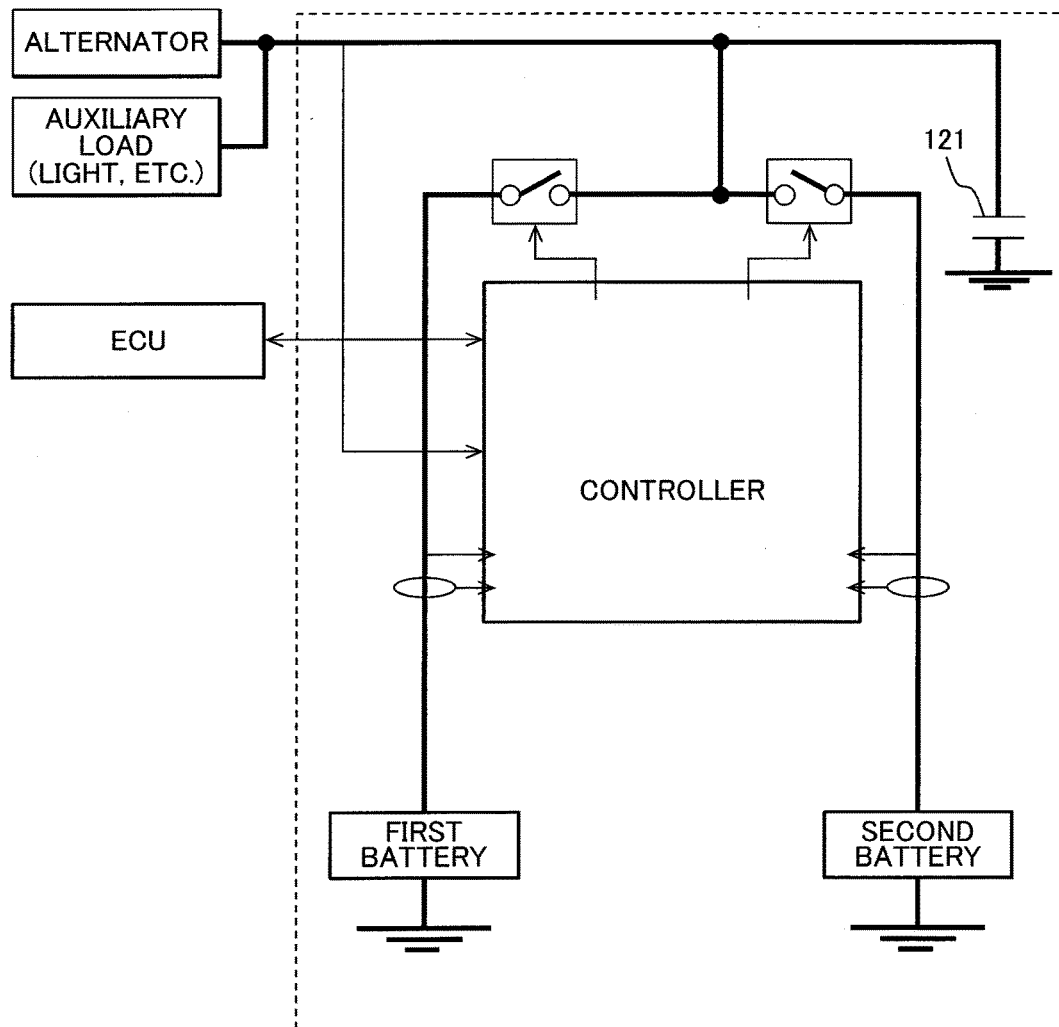 ALTERNATOR
AUXILIARY
LOAD
(LIGHT, ETC.)
121
ECU
CONTROLLER
FIRST
BATTERY
SECOND
BATTERY